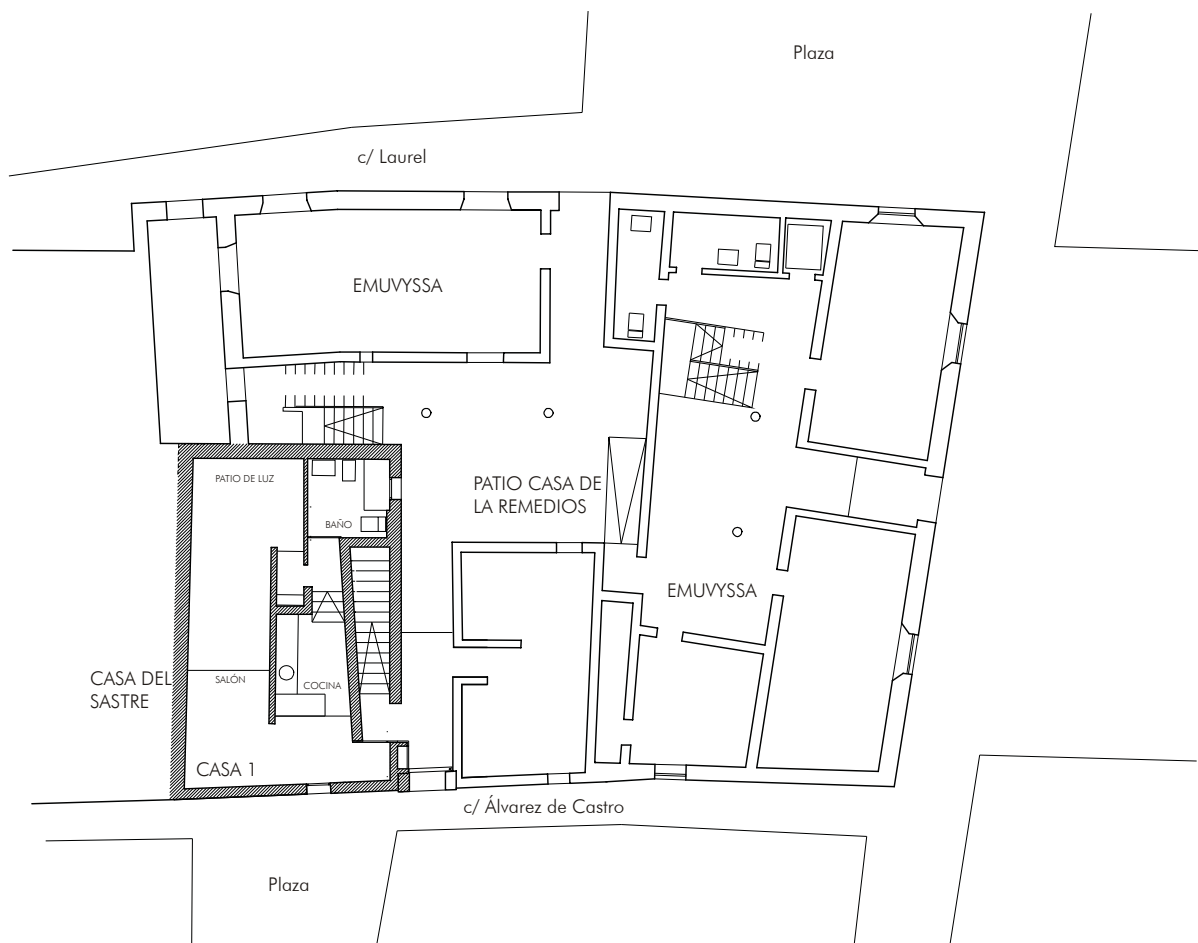 Plaza
c/ Laurel
EMUVYSSA
PATIO DE LUZ
BAÑO
PATIO CASA DE
LA REMEDIOS
EMUVYSSA
CASA DEL
SASTRE
SALÓN
COCINA
CASA 1
c/ Álvarez de Castro
Plaza